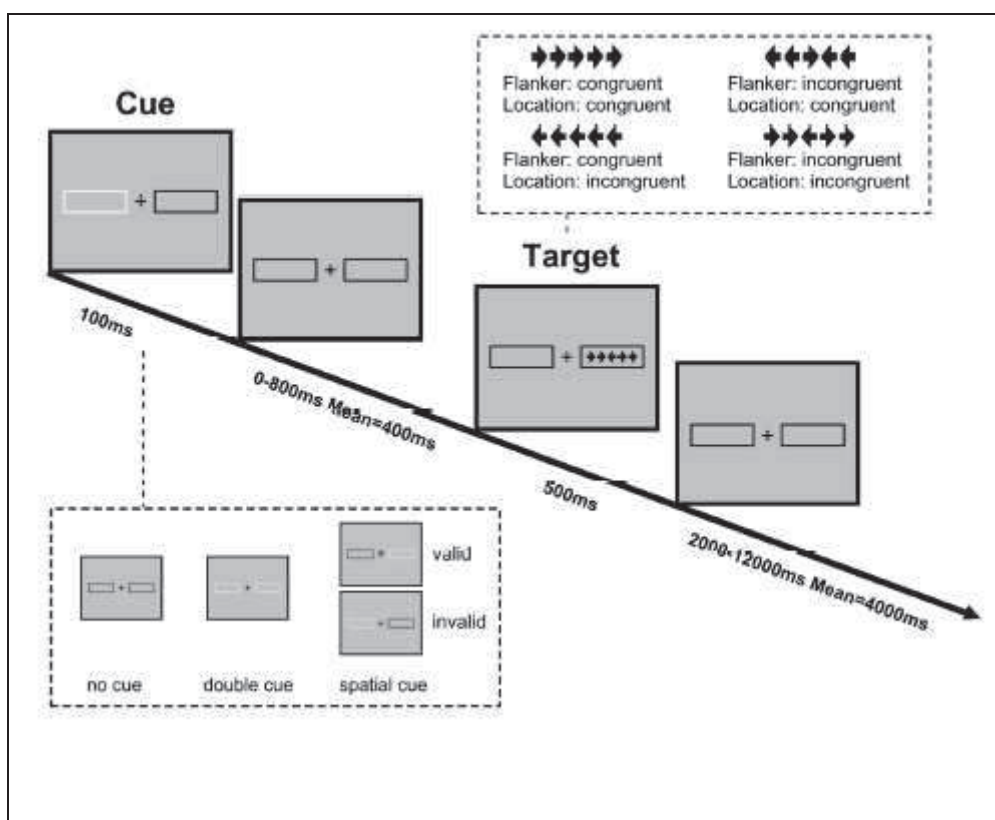 Cue
Flanker: congruent
Location: congruent
Flanker: incongruent
Location: congruent
Flanker: congruent
Location: incongruent
Flanker: incongruent
Location: incongruent
Target
100ms
0-800ms Mean=400ms
500ms
2000-12000ms Mean=4000ms
valid
invalid
no cue
double cue
spatial cue